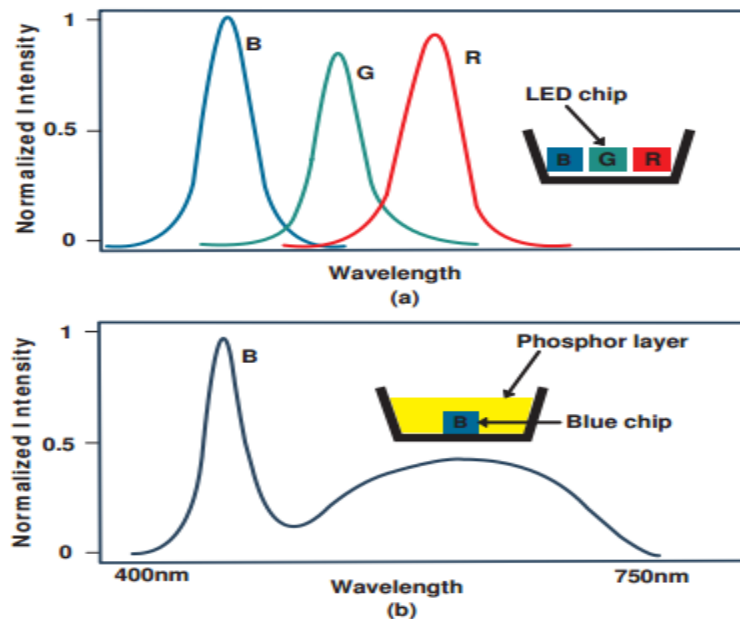 Normalized Intensity
1
0.5
0
B
G
R
LED chip
B G R
Wavelength
(a)
Normalized Intensity
1
0.5
0
B
Phosphor layer
B
Blue chip
400nm
750nm
Wavelength
(b)